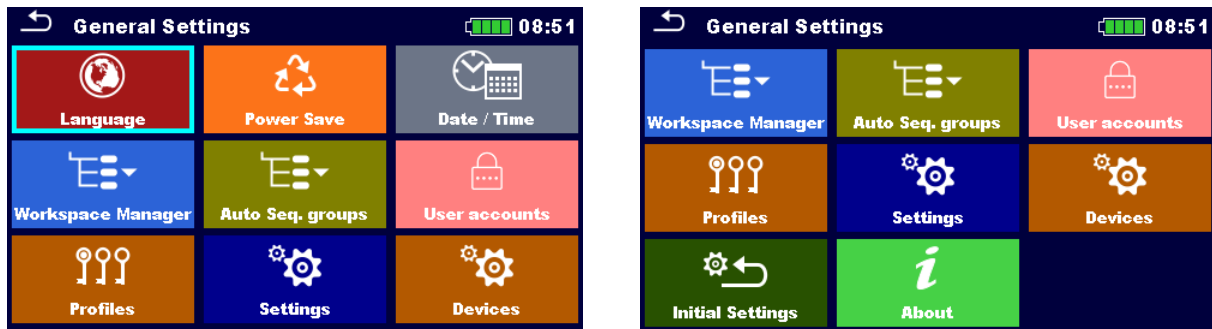 General Settings 08:51
Language Power Save Date / Time
Workspace Manager Auto Seq. groups User accounts
Profiles Settings Devices
General Settings 08:51
Workspace Manager Auto Seq. groups User accounts
Profiles Settings Devices
Initial Settings About